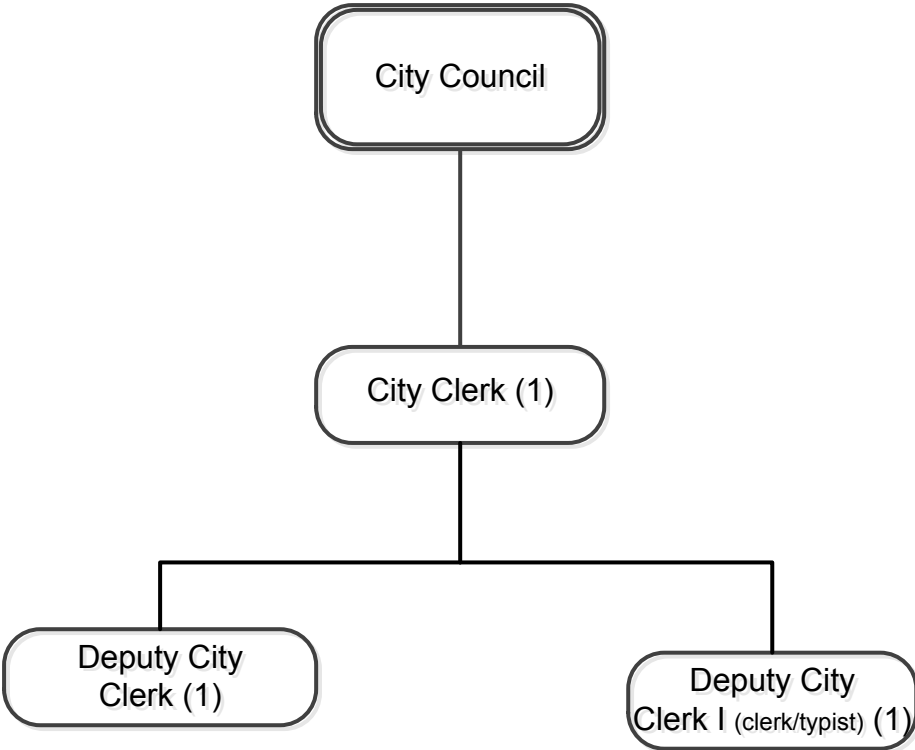 City Council
City Clerk (1)
Deputy City
Clerk (1)
Deputy City
Clerk I (clerk/typist) (1)